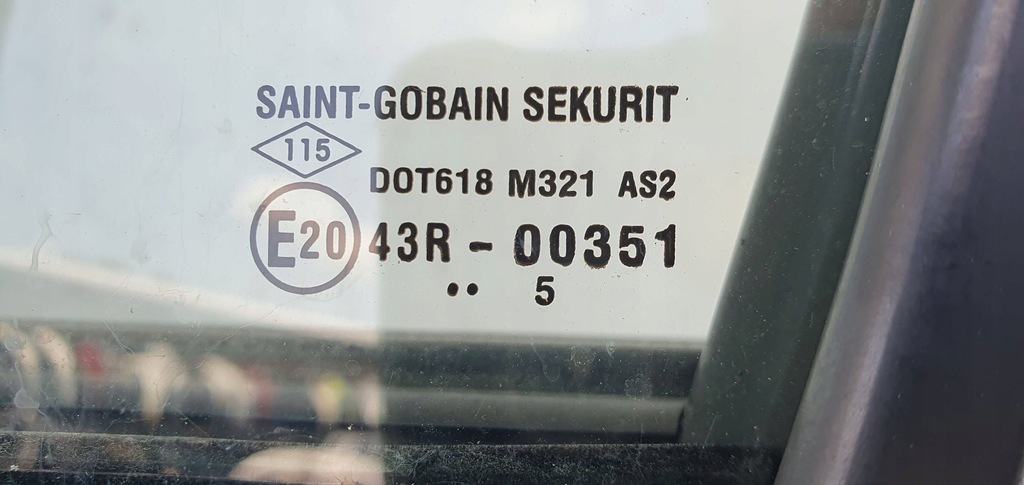 SAINT-GOBAIN SEKURIT
115
DOT618 M321 AS2
E20 43R - 00351
•• 5